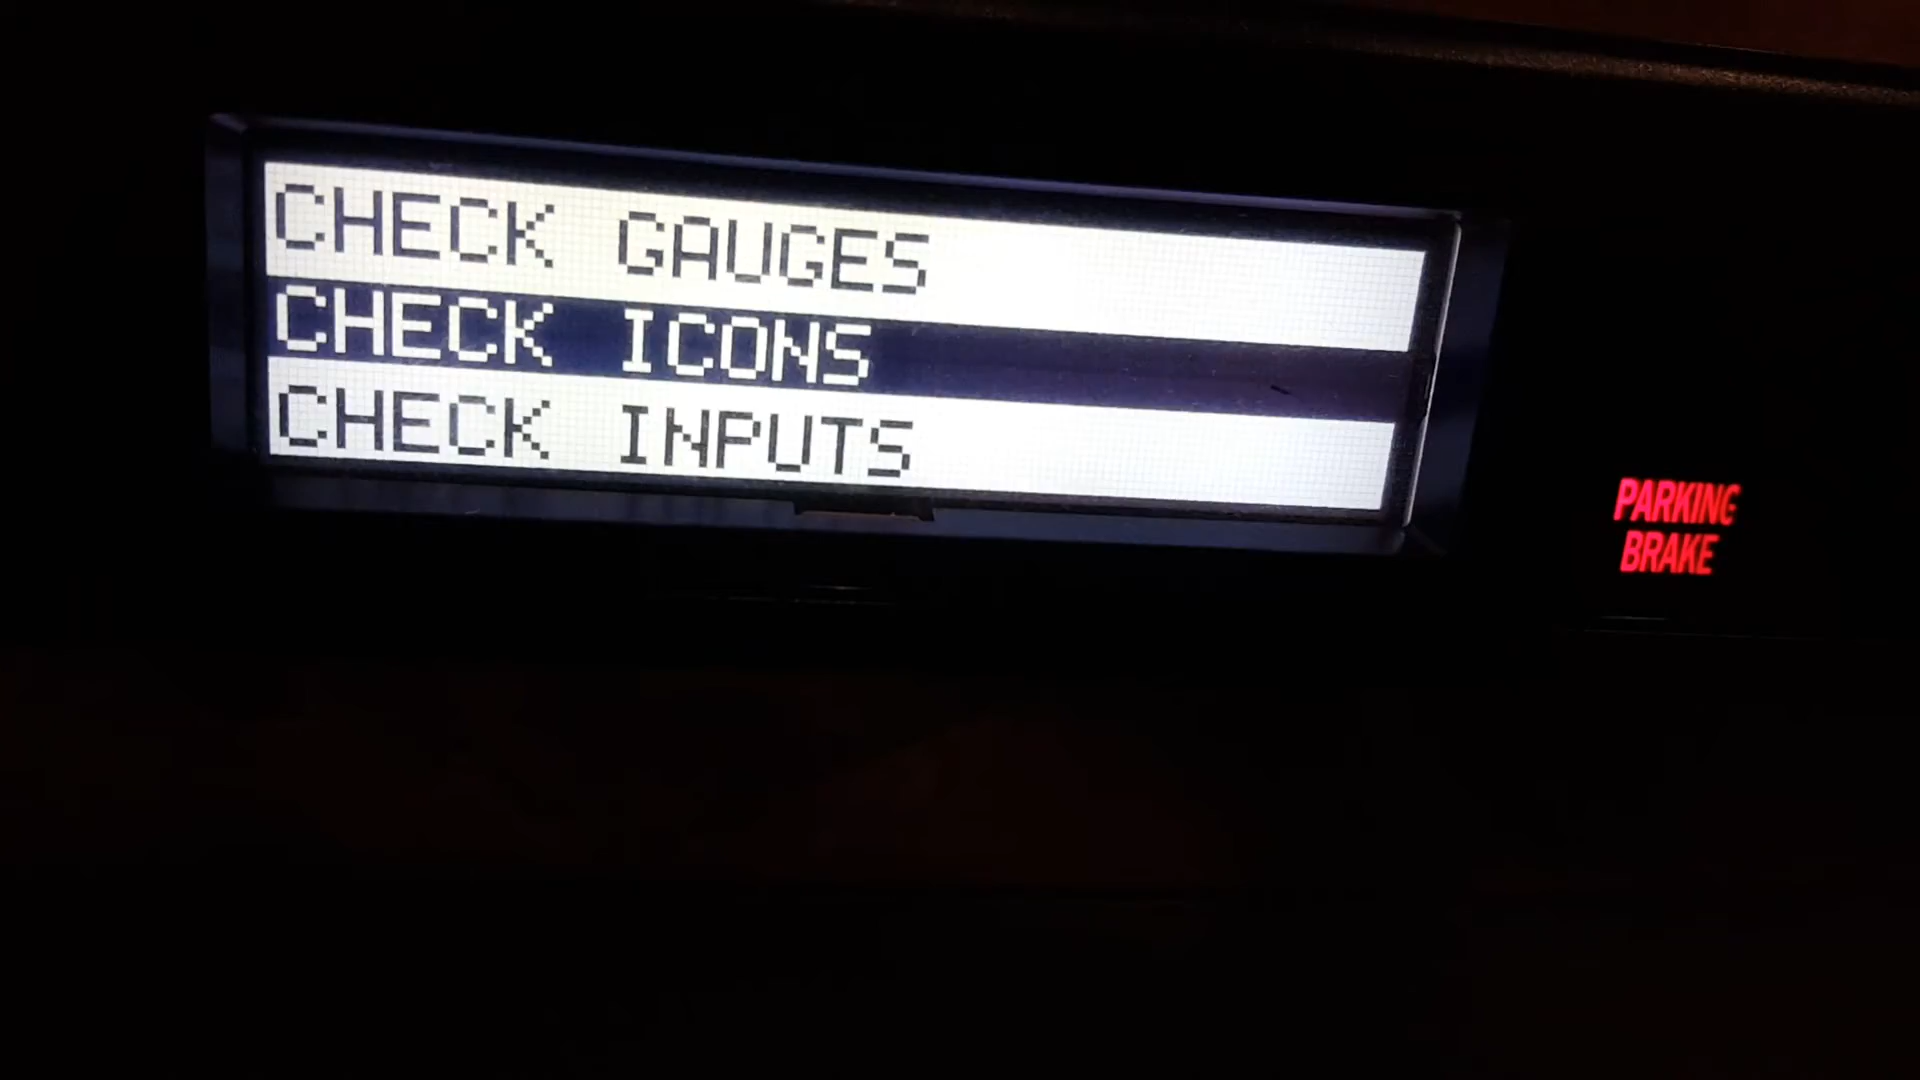 CHECK GAUGES
CHECK ICONS
CHECK INPUTS
PARKING
BRAKE